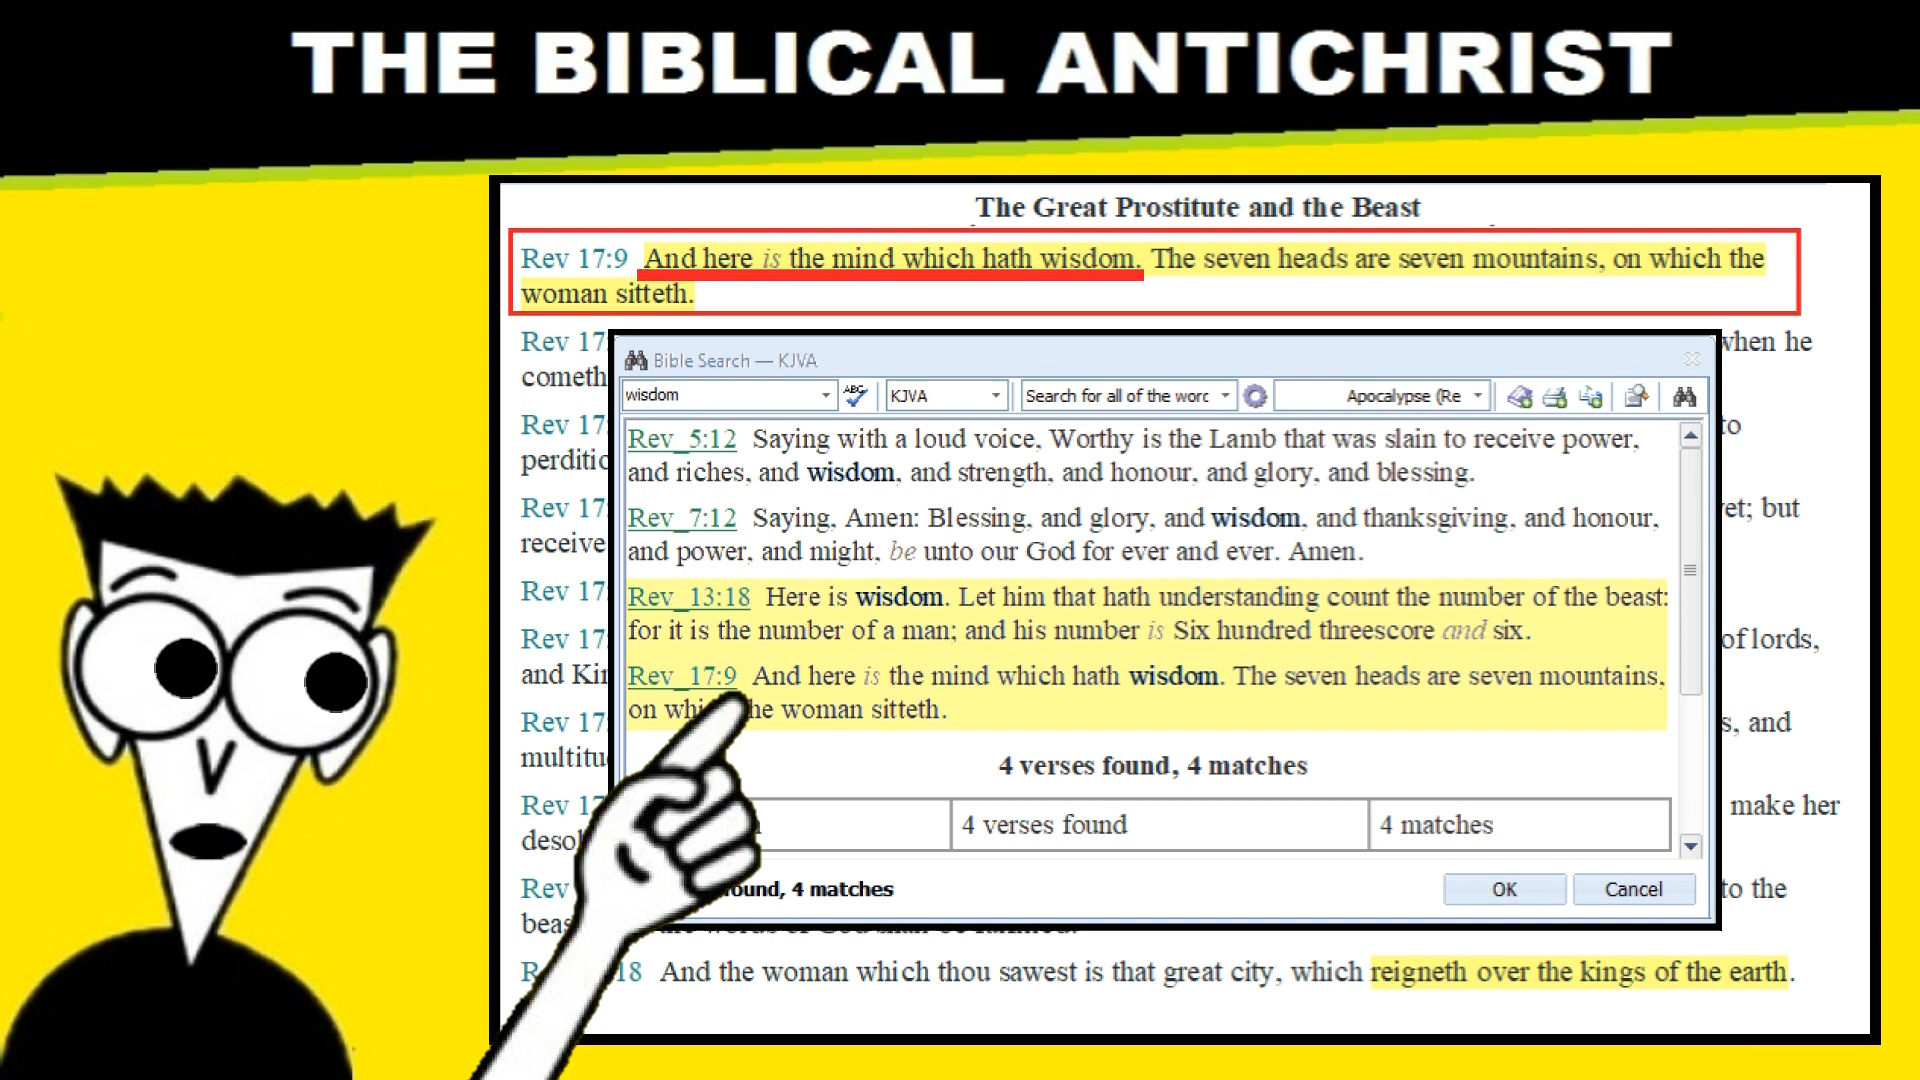 THE BIBLICAL ANTICHRIST
The Great Prostitute and the Beast
Rev 17:9 And here is the mind which hath wisdom. The seven heads are seven mountains, on which the
woman sitteth.
Rev 17 when he
cometh
Rev 17 to
perditio
Rev 17 yet; but
receive
Rev 17
Rev 17 of lords,
and Kin
Rev 17 s, and
multitu
Rev 17 make her
desol
Rev to the
beas
18 And the woman which thou sawest is that great city, which reigneth over the kings of the earth.
Bible Search — KJVA
wisdom ABC KJVA Search for all of the worc Apocalypse (Re
Rev_5:12 Saying with a loud voice, Worthy is the Lamb that was slain to receive power,
and riches, and wisdom, and strength, and honour, and glory, and blessing.
Rev_7:12 Saying, Amen: Blessing, and glory, and wisdom, and thanksgiving, and honour,
and power, and might, be unto our God for ever and ever. Amen.
Rev_13:18 Here is wisdom. Let him that hath understanding count the number of the beast:
for it is the number of a man; and his number is Six hundred threescore and six.
Rev_17:9 And here is the mind which hath wisdom. The seven heads are seven mountains,
on whi he woman sitteth.
4 verses found, 4 matches
4 verses found 4 matches
ound, 4 matches
OK Cancel